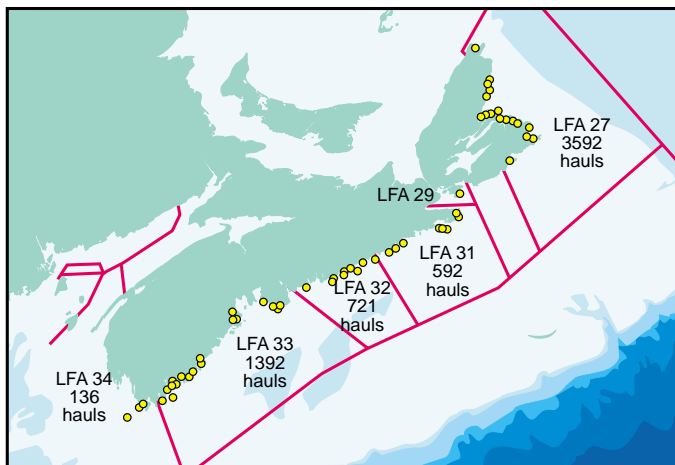 LFA 27
3592
hauls
LFA 29
LFA 31
592
hauls
LFA 32
721
hauls
LFA 33
1392
hauls
LFA 34
136
hauls